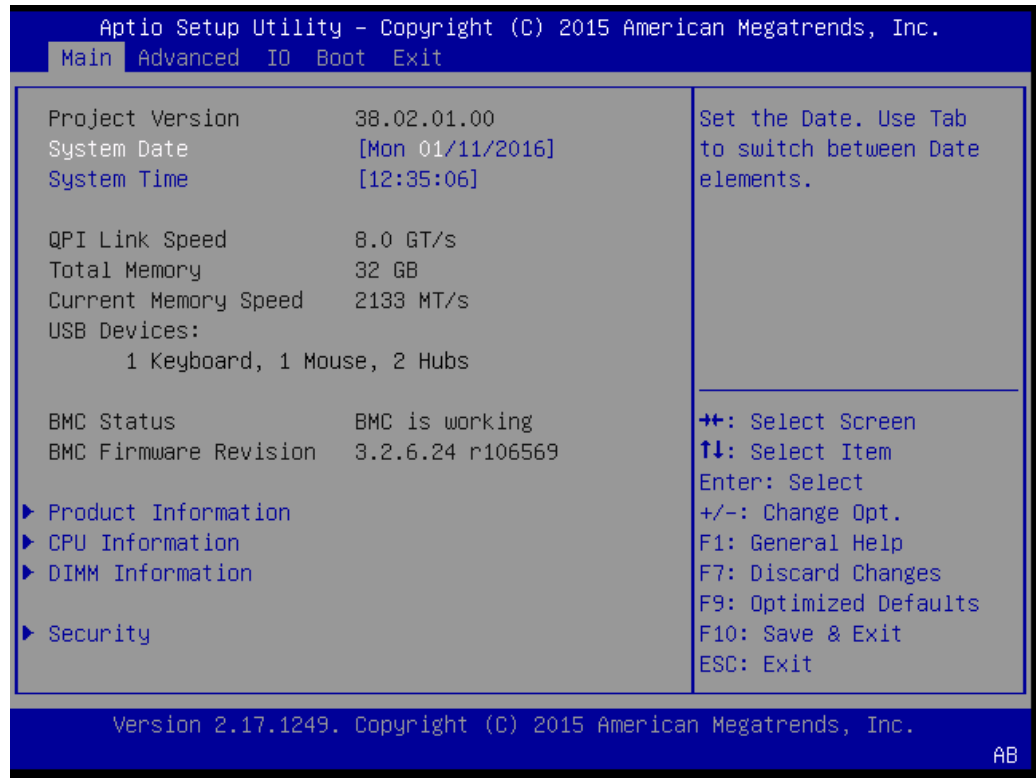 Aptio Setup Utility – Copyright (C) 2015 American Megatrends, Inc.
Main Advanced IO Boot Exit
Project Version 38.02.01.00
System Date [Mon 01/11/2016]
System Time [12:35:06]
QPI Link Speed 8.0 GT/s
Total Memory 32 GB
Current Memory Speed 2133 MT/s
USB Devices:
1 Keyboard, 1 Mouse, 2 Hubs
BMC Status BMC is working
BMC Firmware Revision 3.2.6.24 r106569
Product Information
CPU Information
DIMM Information
Security
Set the Date. Use Tab
to switch between Date
elements.
→←: Select Screen
↑↓: Select Item
Enter: Select
+/-: Change Opt.
F1: General Help
F7: Discard Changes
F9: Optimized Defaults
F10: Save & Exit
ESC: Exit
Version 2.17.1249. Copyright (C) 2015 American Megatrends, Inc.
AB